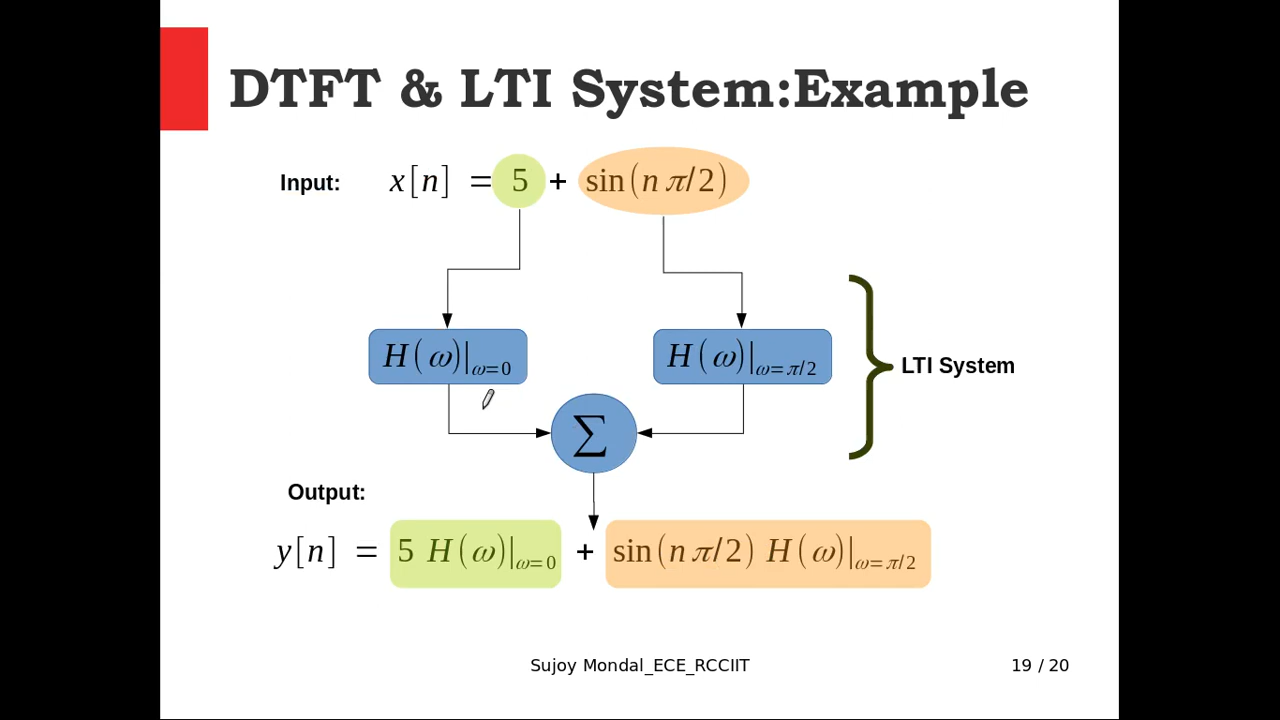 DTFT & LTI System:Example
Input: x[n] = 5 + sin(n π/2)
H(ω)|ω=0 H(ω)|ω=π/2
LTI System
∑
Output:
y[n] = 5 H(ω)|ω=0 + sin(n π/2) H(ω)|ω=π/2
Sujoy Mondal_ECE_RCCIIT 19 / 20